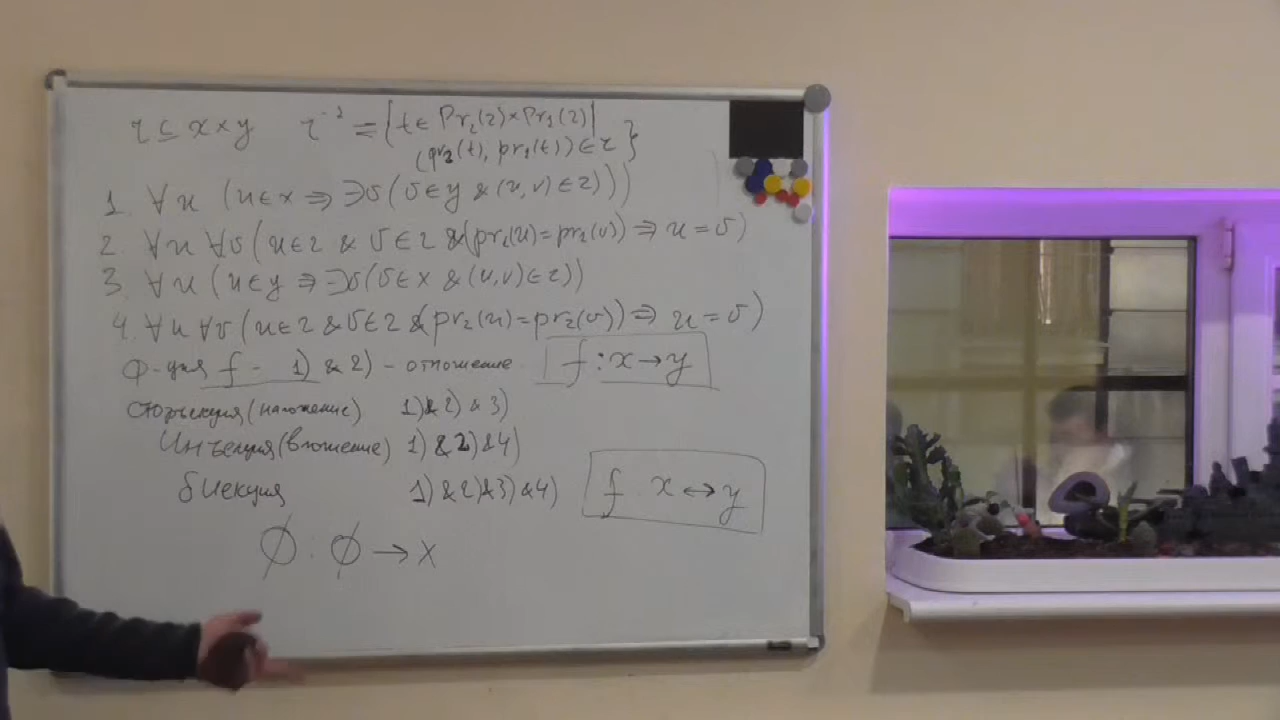 r ⊆ x × y r⁻¹ = {t ∈ Pr₂(r) × Pr₁(r) |
(pr₂(t), pr₁(t)) ∈ r}
1. ∀u (u ∈ x ⇒ ∃v (v ∈ y & (u, v) ∈ r))
2. ∀u ∀v (u ∈ r & v ∈ r & (pr₁(u) = pr₁(v)) ⇒ u = v)
3. ∀u (u ∈ y ⇒ ∃v (v ∈ x & (v, u) ∈ r))
4. ∀u ∀v (u ∈ r & v ∈ r & (pr₂(u) = pr₂(v)) ⇒ u = v)
Ф-ция f - 1) & 2) - отношение f : x → y
Сюръекция (наложение) 1) & 2) & 3)
Инъекция (вложение) 1) & 2) & 4)
биекция 1) & 2) & 3) & 4) f : x ↔ y
∅ : ∅ → x